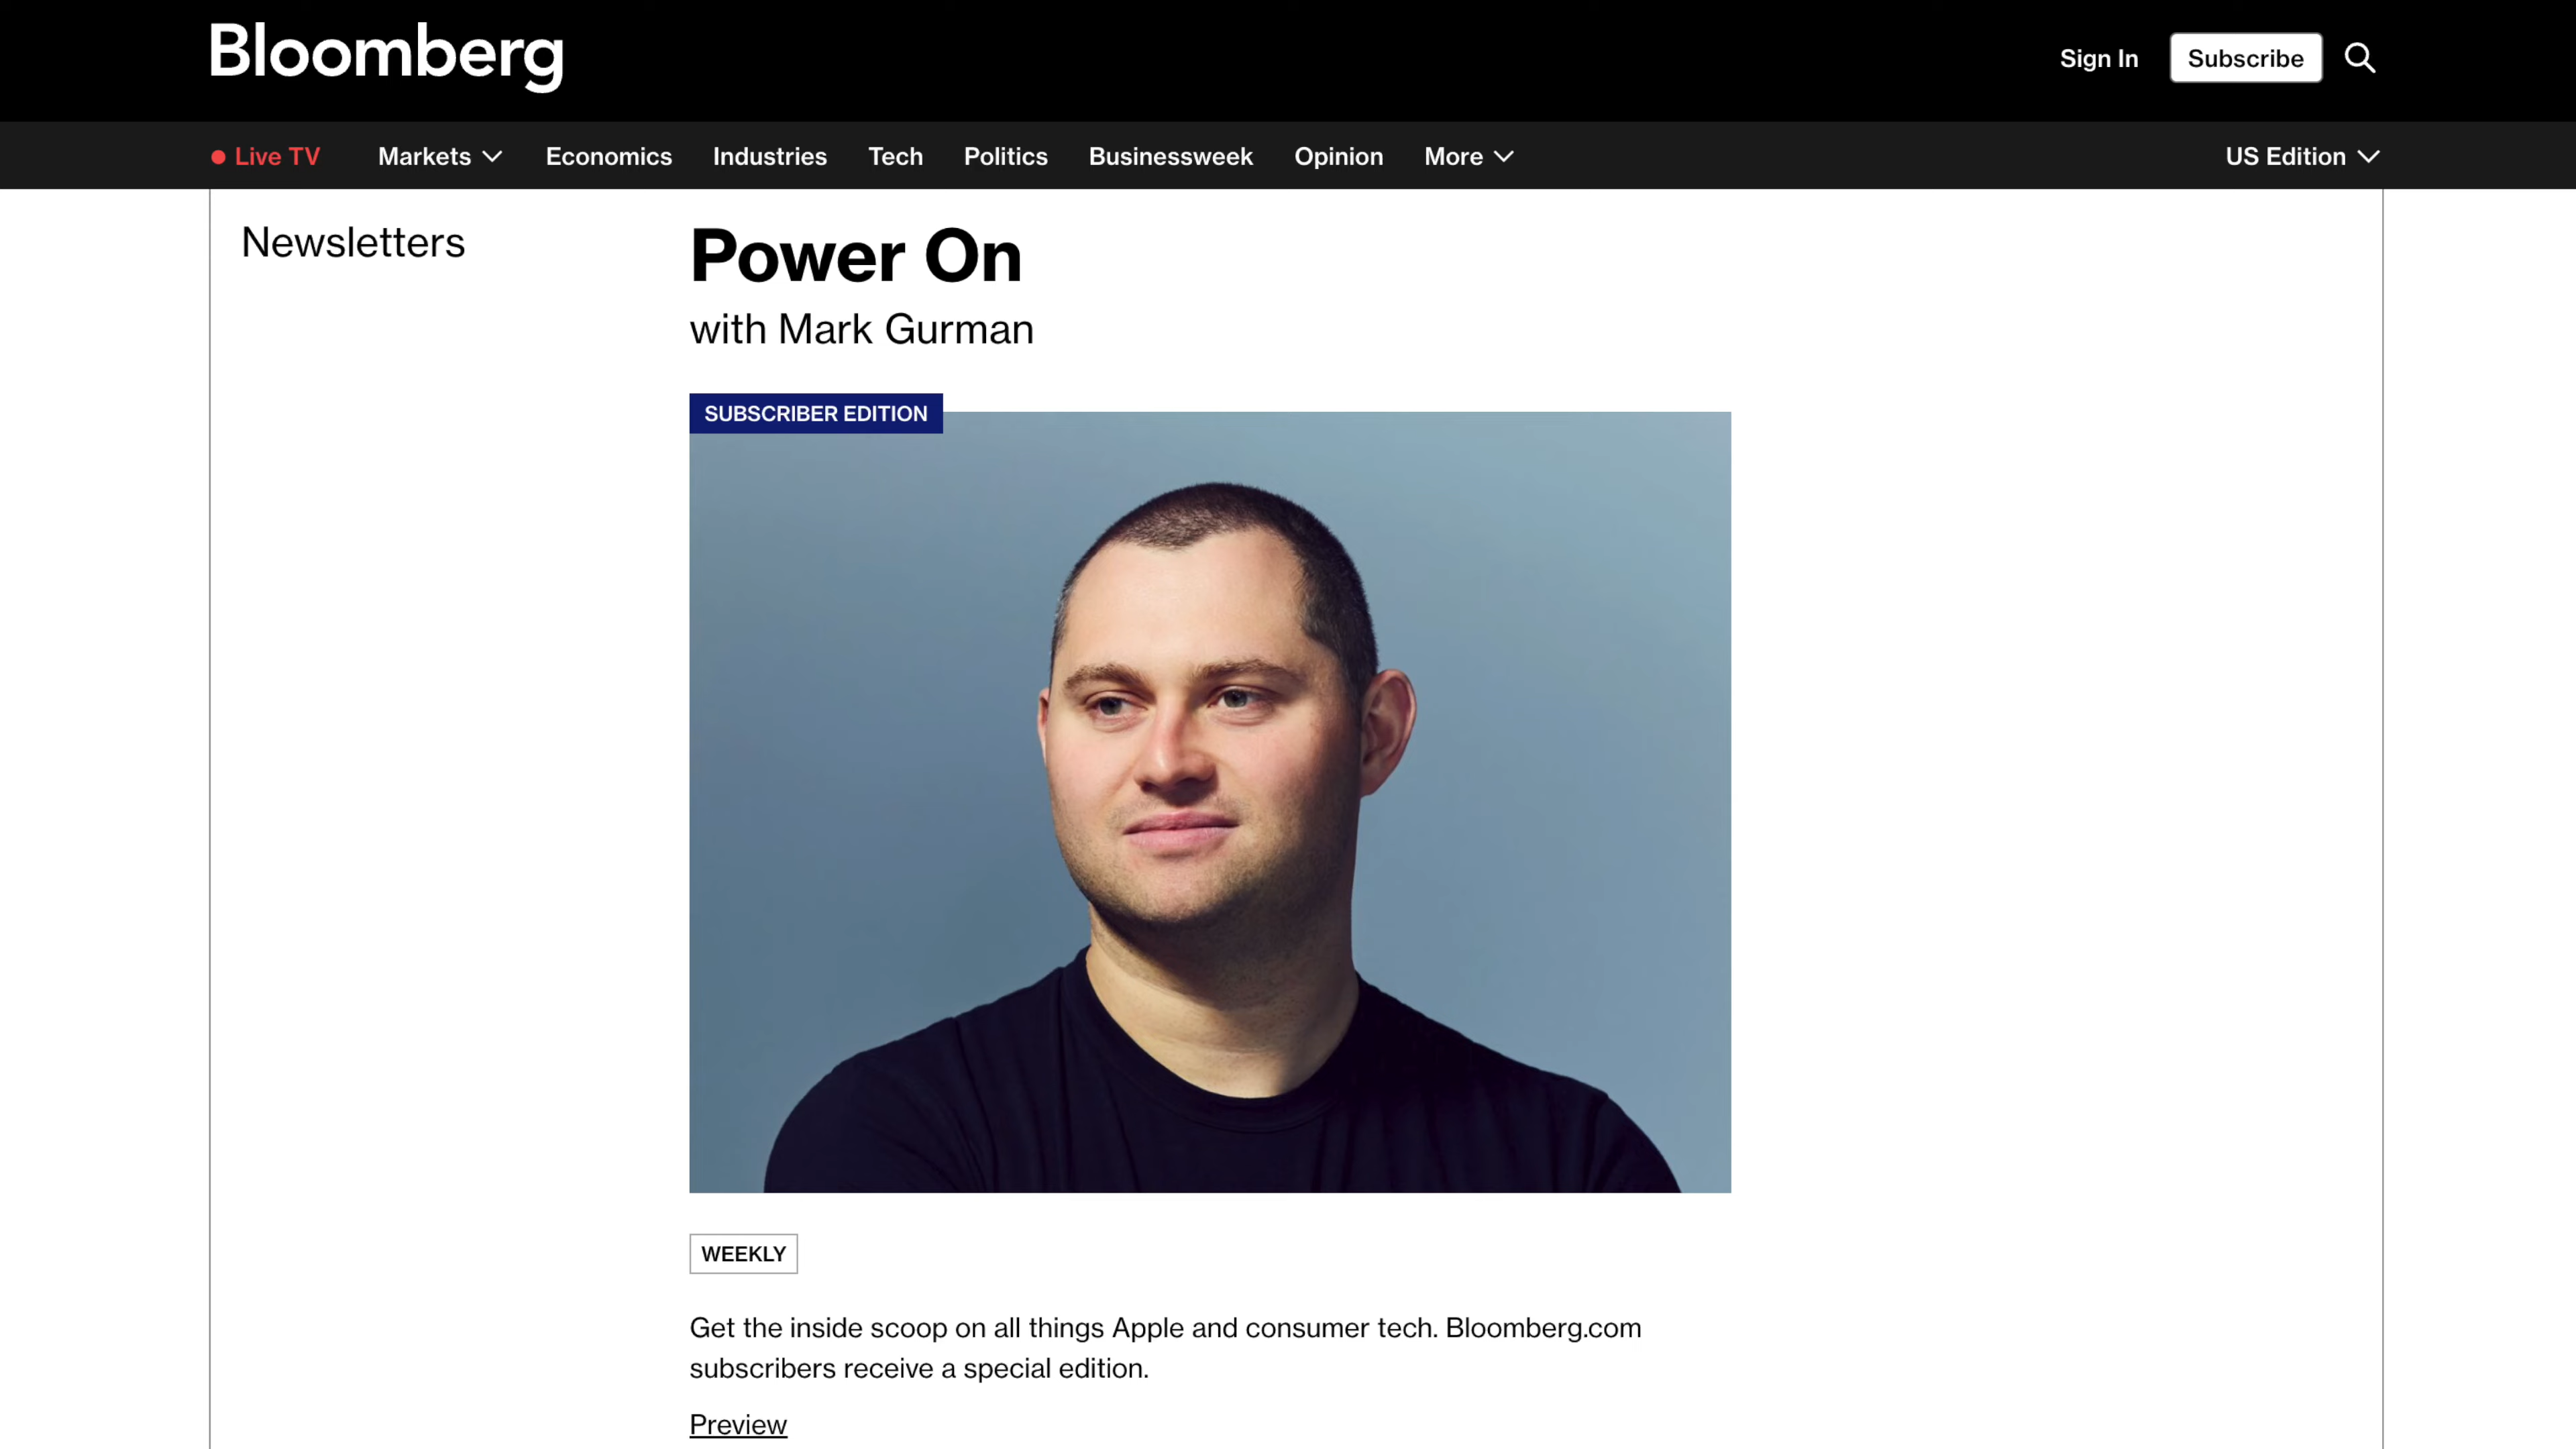 Bloomberg
Sign In
Subscribe
Live TV
Markets
Economics
Industries
Tech
Politics
Businessweek
Opinion
More
US Edition
Newsletters
Power On
with Mark Gurman
SUBSCRIBER EDITION
WEEKLY
Get the inside scoop on all things Apple and consumer tech. Bloomberg.com
subscribers receive a special edition.
Preview